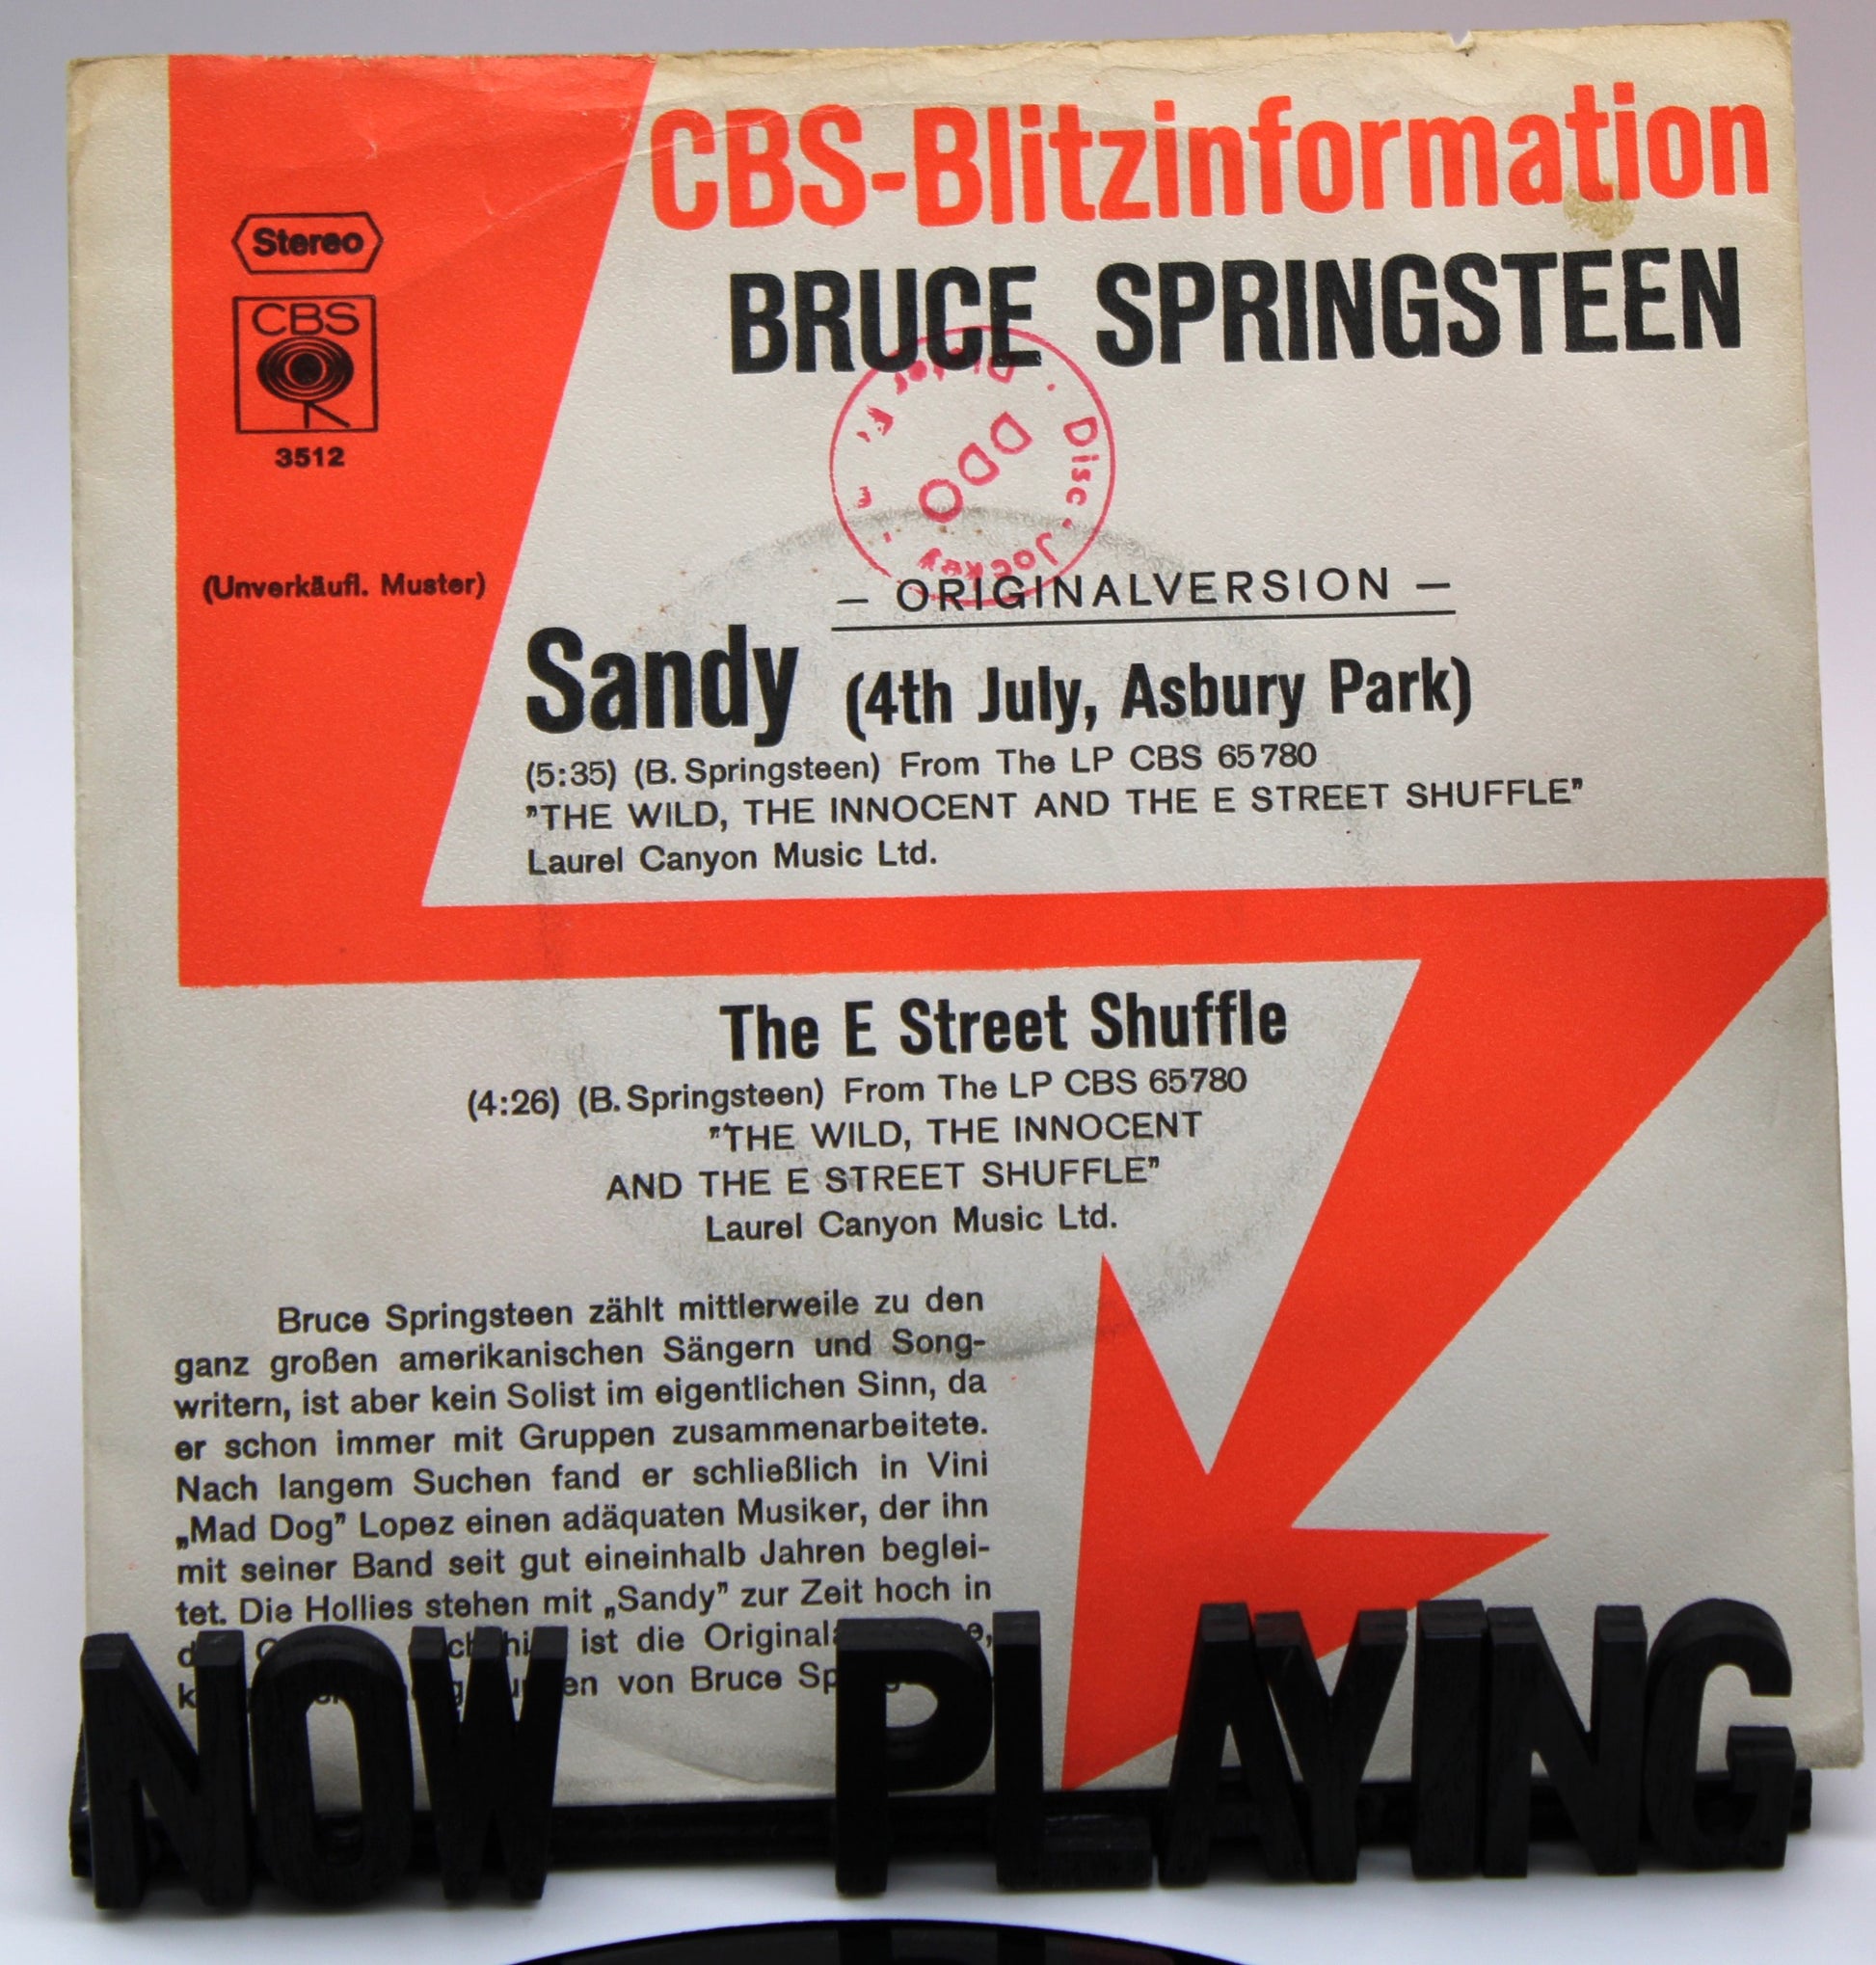 CBS-Blitzinformation
BRUCE SPRINGSTEEN
Stereo
CBS
3512
(Unverkäufl. Muster)
Disc. Jockey
DDO
— ORIGINALVERSION —
Sandy (4th July, Asbury Park)
(5:35) (B. Springsteen) From The LP CBS 65780
"THE WILD, THE INNOCENT AND THE E STREET SHUFFLE"
Laurel Canyon Music Ltd.
The E Street Shuffle
(4:26) (B. Springsteen) From The LP CBS 65780
"THE WILD, THE INNOCENT
AND THE E STREET SHUFFLE"
Laurel Canyon Music Ltd.
Bruce Springsteen zählt mittlerweile zu den
ganz großen amerikanischen Sängern und Song-
writern, ist aber kein Solist im eigentlichen Sinn, da
er schon immer mit Gruppen zusammenarbeitete.
Nach langem Suchen fand er schließlich in Vini
„Mad Dog" Lopez einen adäquaten Musiker, der ihn
mit seiner Band seit gut eineinhalb Jahren beglei-
tet. Die Hollies stehen mit „Sandy" zur Zeit hoch in
ist die
von Bruce
NOW PLAYING